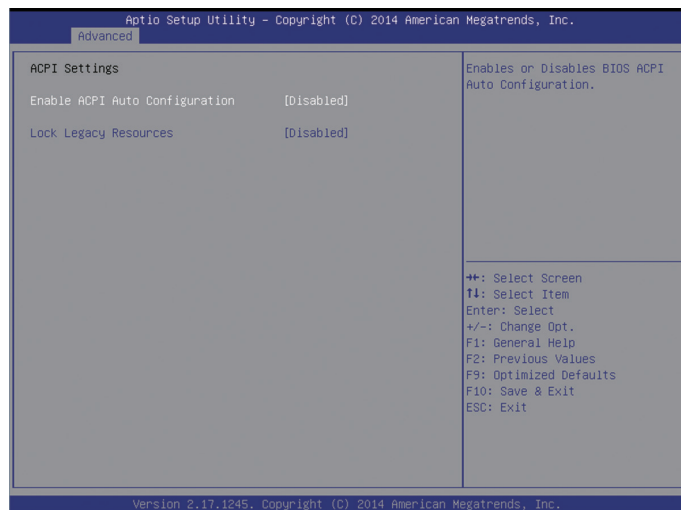 Aptio Setup Utility – Copyright (C) 2014 American Megatrends, Inc.
Advanced
ACPI Settings
Enable ACPI Auto Configuration [Disabled]
Lock Legacy Resources [Disabled]
Enables or Disables BIOS ACPI
Auto Configuration.
→←: Select Screen
↑↓: Select Item
Enter: Select
+/-: Change Opt.
F1: General Help
F2: Previous Values
F9: Optimized Defaults
F10: Save & Exit
ESC: Exit
Version 2.17.1245. Copyright (C) 2014 American Megatrends, Inc.